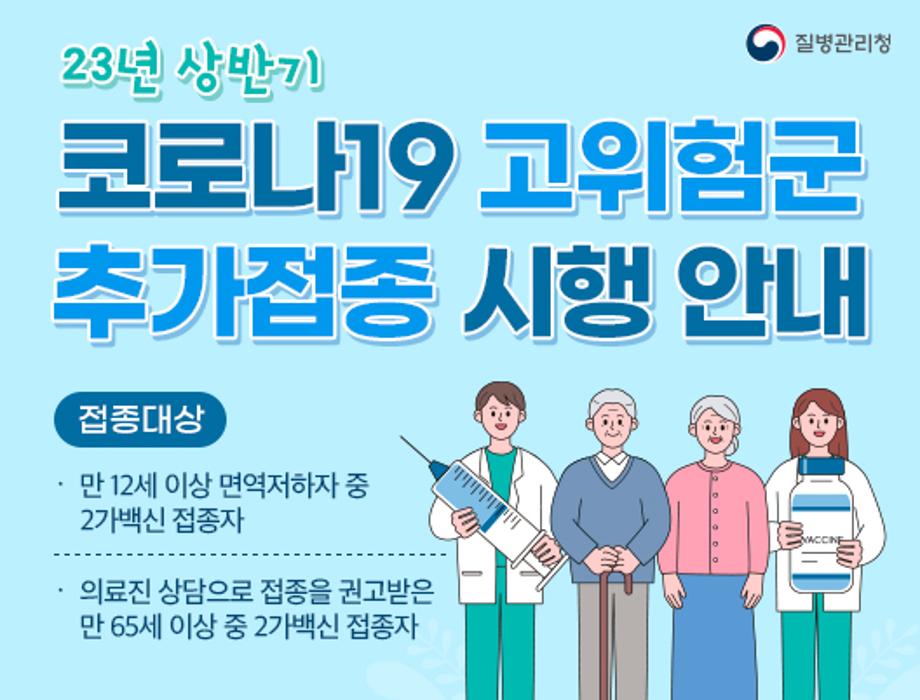 질병관리청
23년 상반기
코로나19 고위험군
추가접종 시행 안내
접종대상
· 만 12세 이상 면역저하자 중
2가백신 접종자
· 의료진 상담으로 접종을 권고받은
만 65세 이상 중 2가백신 접종자
VACCINE